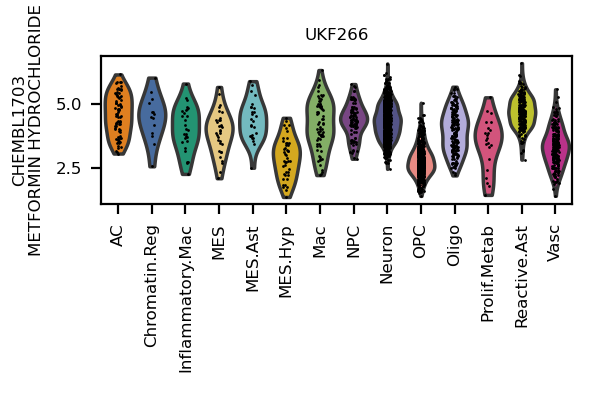 UKF266
CHEMBL1703
METFORMIN HYDROCHLORIDE
5.0
2.5
AC
Chromatin.Reg
Inflammatory.Mac
MES
MES.Ast
MES.Hyp
Mac
NPC
Neuron
OPC
Oligo
Prolif.Metab
Reactive.Ast
Vasc